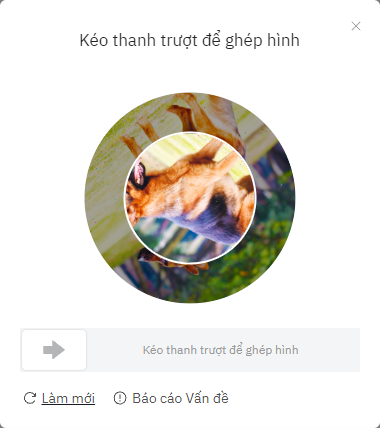 Kéo thanh trượt để ghép hình
Kéo thanh trượt để ghép hình
Làm mới
Báo cáo Vấn đề